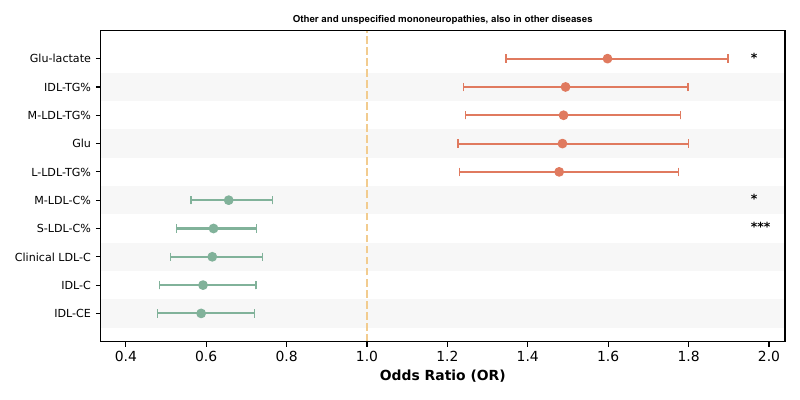 Other and unspecified mononeuropathies, also in other diseases
Glu-lactate *
IDL-TG%
M-LDL-TG%
Glu
L-LDL-TG%
M-LDL-C% *
S-LDL-C% ***
Clinical LDL-C
IDL-C
IDL-CE
0.4 0.6 0.8 1.0 1.2 1.4 1.6 1.8 2.0
Odds Ratio (OR)